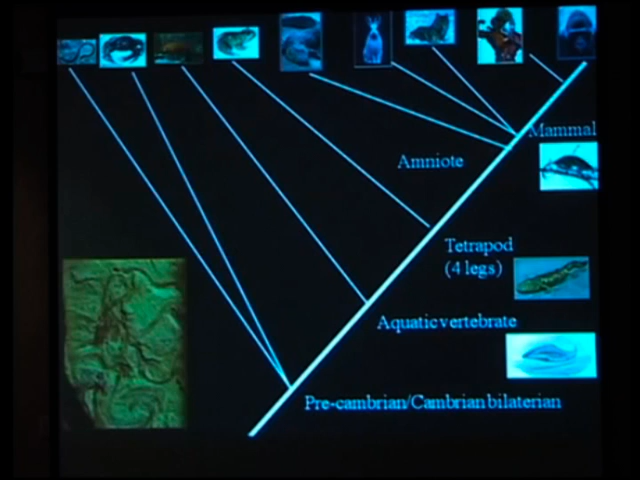 Mammal
Amniote
Tetrapod
(4 legs)
Aquatic vertebrate
Pre-cambrian/Cambrian bilaterian